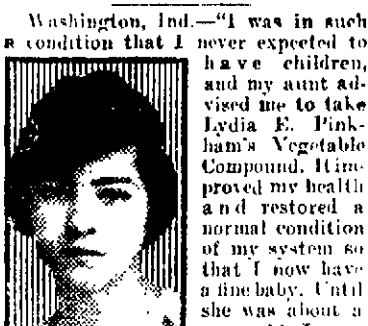 Washington, Ind.—"I was in such
a condition that I never expected to
have children,
and my aunt ad-
vised me to take
Lydia E. Pink-
ham's Vegetable
Compound. It im-
proved my health
and restored a
normal condition
of my system so
that I now have
a fine baby. Until
she was about a